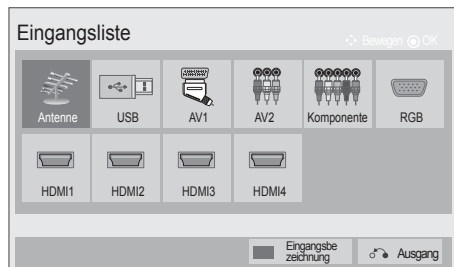 Eingangsliste
Bewegen OK
Antenne USB AV1 AV2 Komponente RGB
HDMI1 HDMI2 HDMI3 HDMI4
Eingangsbe
zeichnung
Ausgang